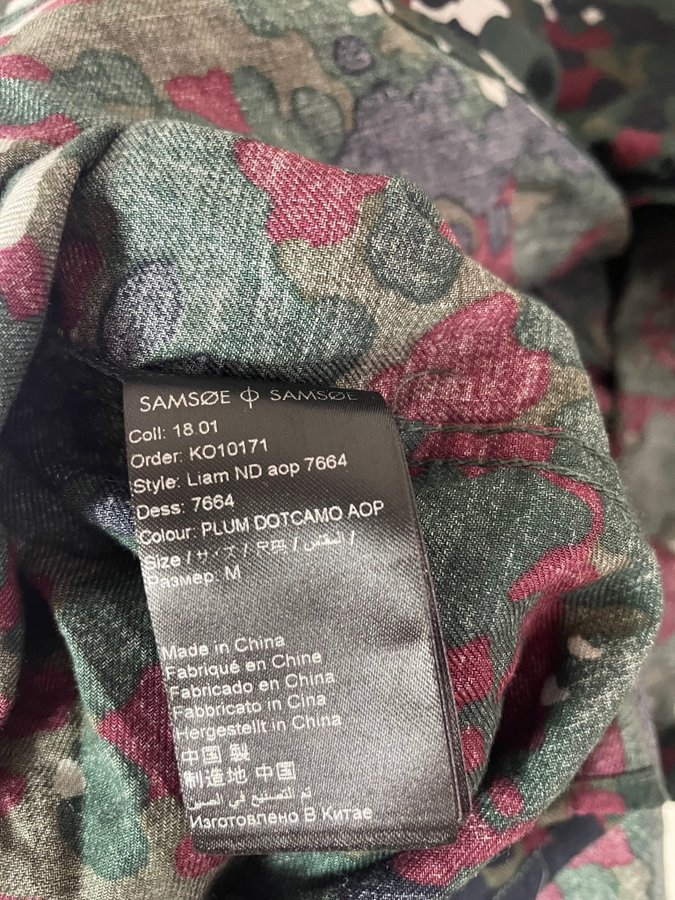 SAMSØE ϕ SAMSØE
Coll: 18.01
Order: KO10171
Style: Liam ND aop 7664
Dess: 7664
Colour: PLUM DOTCAMO AOP
Size / サイズ / 尺码 / المقاس /
Размер: M
Made in China
Fabriqué en Chine
Fabricado en China
Fabbricato in Cina
Hergestellt in China
中国 製
制造地 中国
تم التصنيع في الصين
Изготовлено В Китае